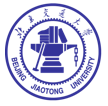 北京交通大学
BEIJING JIAOTONG UNIVERSITY